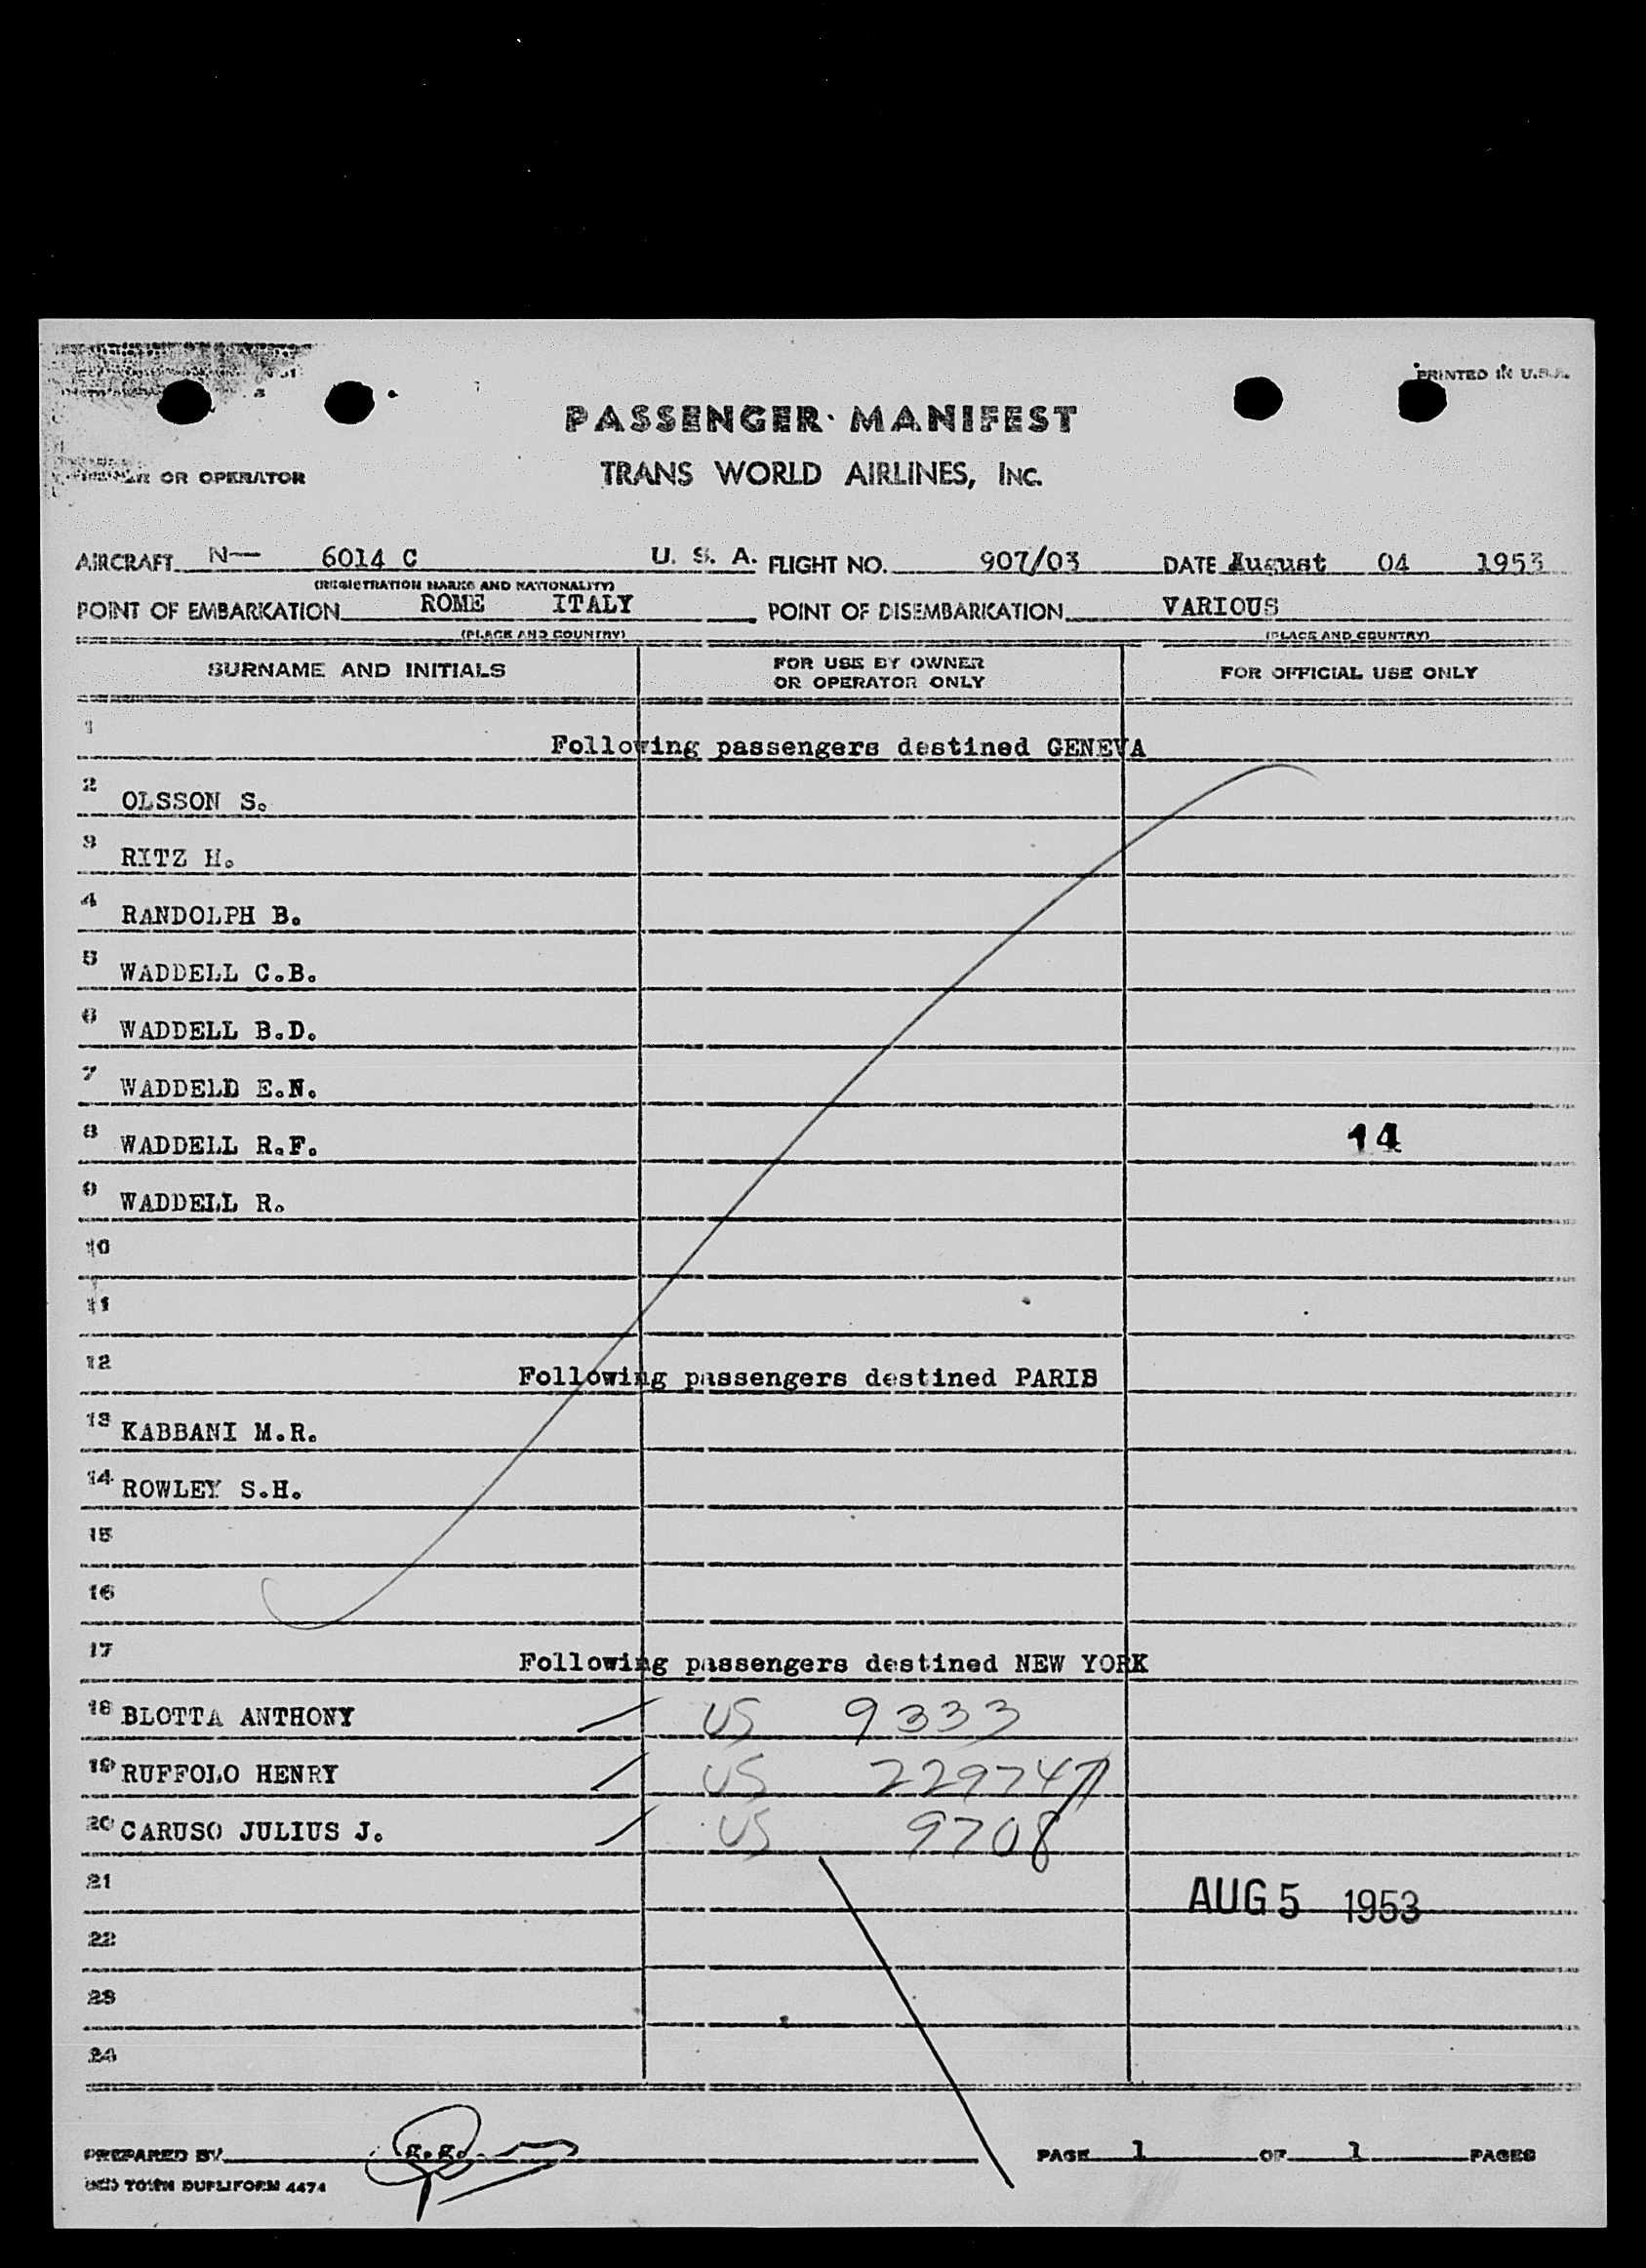 PRINTED IN U.S.A.
PASSENGER MANIFEST
OR OPERATOR
TRANS WORLD AIRLINES, INC.
AIRCRAFT N— 6014 C U. S. A. FLIGHT NO. 907/03 DATE August 04 1953
(REGISTRATION MARKS AND NATIONALITY)
POINT OF EMBARKATION ROME ITALY POINT OF DISEMBARKATION VARIOUS
(PLACE AND COUNTRY) (PLACE AND COUNTRY)
SURNAME AND INITIALS FOR USE BY OWNER OR OPERATOR ONLY FOR OFFICIAL USE ONLY
1 Following passengers destined GENEVA
2 OLSSON S.
3 RITZ H.
4 RANDOLPH B.
5 WADDELL C.B.
6 WADDELL B.D.
7 WADDELD E.N.
8 WADDELL R.F. 14
9 WADDELL R.
10
11
12 Following passengers destined PARIS
13 KABBANI M.R.
14 ROWLEY S.H.
15
16
17 Following passengers destined NEW YORK
18 BLOTTA ANTHONY US 9333
19 RUFFOLO HENRY US 229747
20 CARUSO JULIUS J. US 9708
21 AUG 5 1953
22
23
24
PREPARED BY g.g. PAGE 1 OF 1 PAGES
OLD TOWN DUPLIFORM 4474